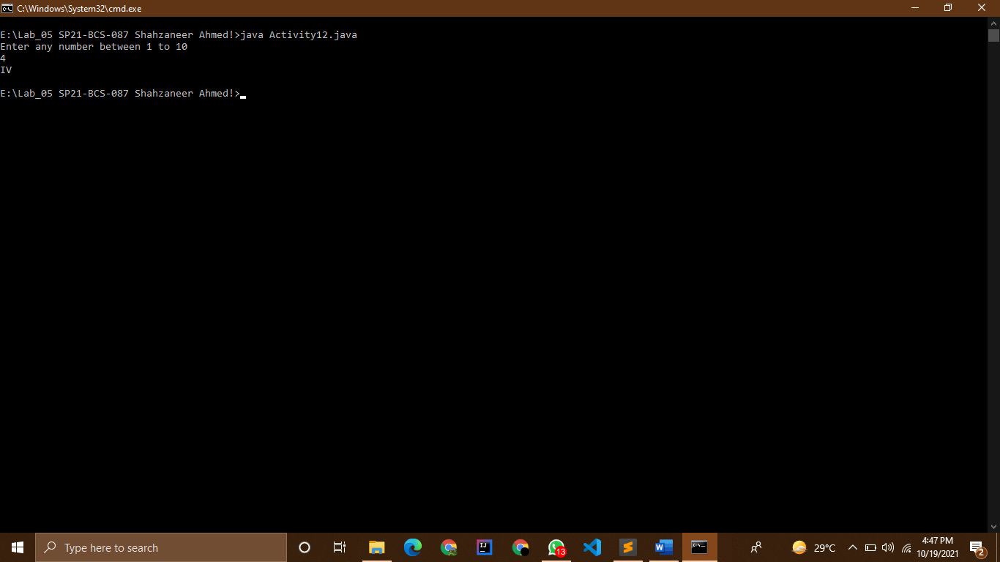 C:\Windows\System32\cmd.exe
E:\Lab_05 SP21-BCS-087 Shahzaneer Ahmed!>java Activity12.java
Enter any number between 1 to 10
4
IV
E:\Lab_05 SP21-BCS-087 Shahzaneer Ahmed!>
Type here to search
13
29°C
4:47 PM
10/19/2021
2